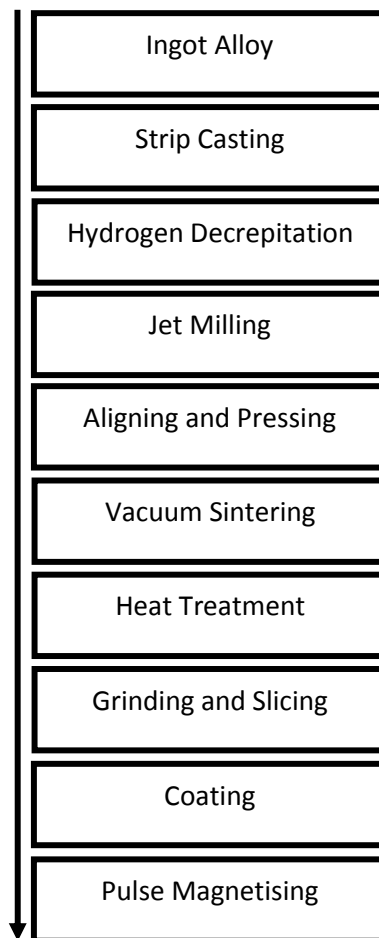 Ingot Alloy
Strip Casting
Hydrogen Decrepitation
Jet Milling
Aligning and Pressing
Vacuum Sintering
Heat Treatment
Grinding and Slicing
Coating
Pulse Magnetising